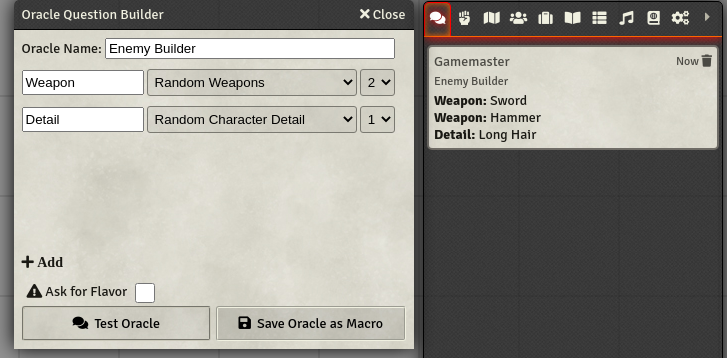 Oracle Question Builder
Close
Oracle Name: Enemy Builder
Weapon Random Weapons 2
Detail Random Character Detail 1
Add
Ask for Flavor
Test Oracle Save Oracle as Macro
Gamemaster Now
Enemy Builder
Weapon: Sword
Weapon: Hammer
Detail: Long Hair